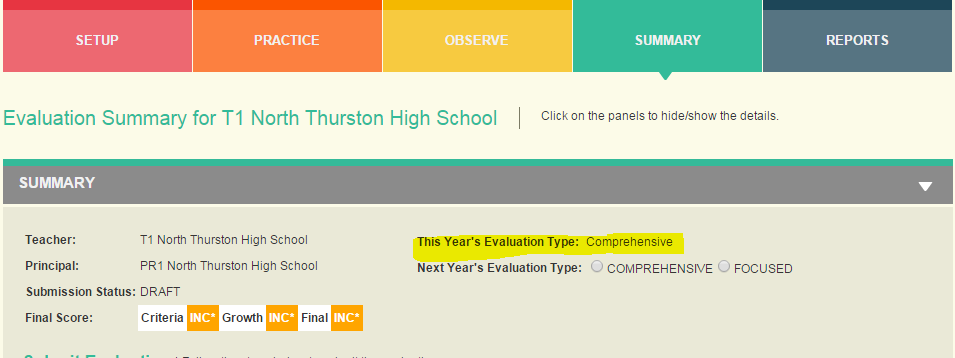 SETUP PRACTICE OBSERVE SUMMARY REPORTS
Evaluation Summary for T1 North Thurston High School Click on the panels to hide/show the details.
SUMMARY
Teacher: T1 North Thurston High School This Year's Evaluation Type: Comprehensive
Principal: PR1 North Thurston High School Next Year's Evaluation Type: COMPREHENSIVE FOCUSED
Submission Status: DRAFT
Final Score: Criteria INC* Growth INC* Final INC*